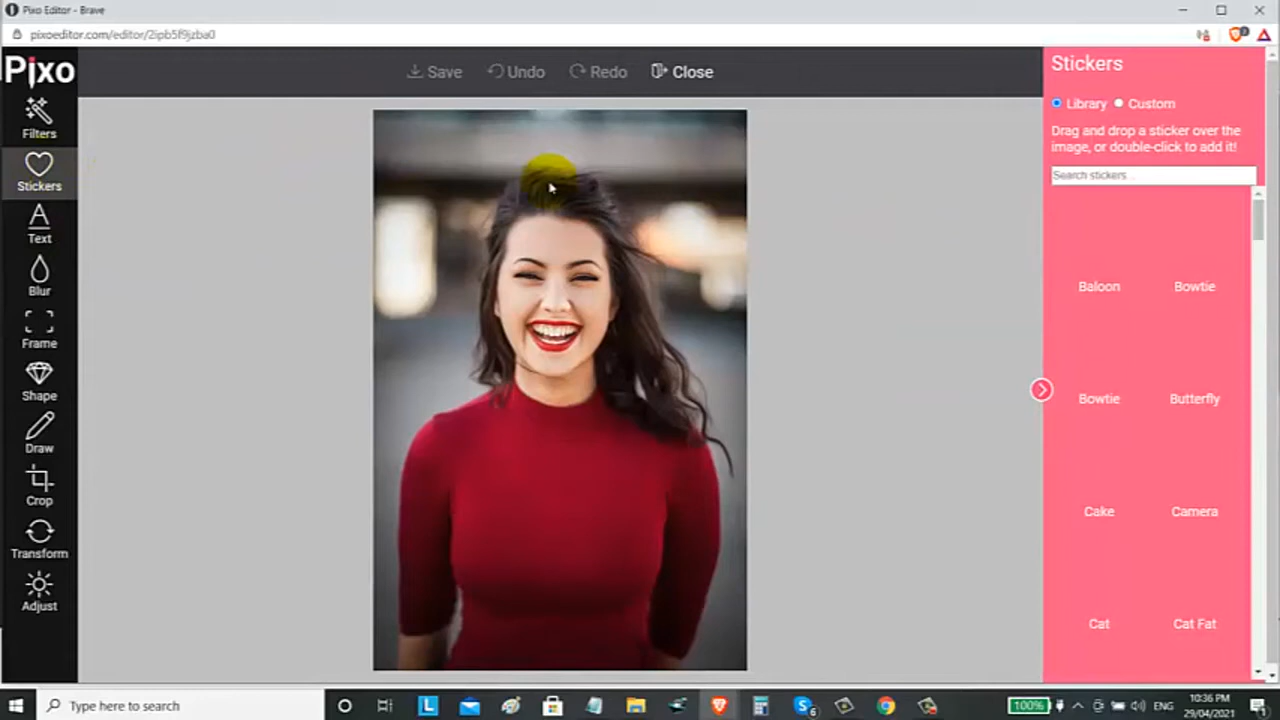 Pixo Editor - Brave
pixoeditor.com/editor/2ipb5f9jzba0
Pixo
Save
Undo
Redo
Close
Filters
Stickers
Text
Blur
Frame
Shape
Draw
Crop
Transform
Adjust
Stickers
Library
Custom
Drag and drop a sticker over the
image, or double-click to add it!
Search stickers...
Baloon
Bowtie
Bowtie
Butterfly
Cake
Camera
Cat
Cat Fat
Type here to search
L
100%
ENG
10:36 PM
29/04/2021